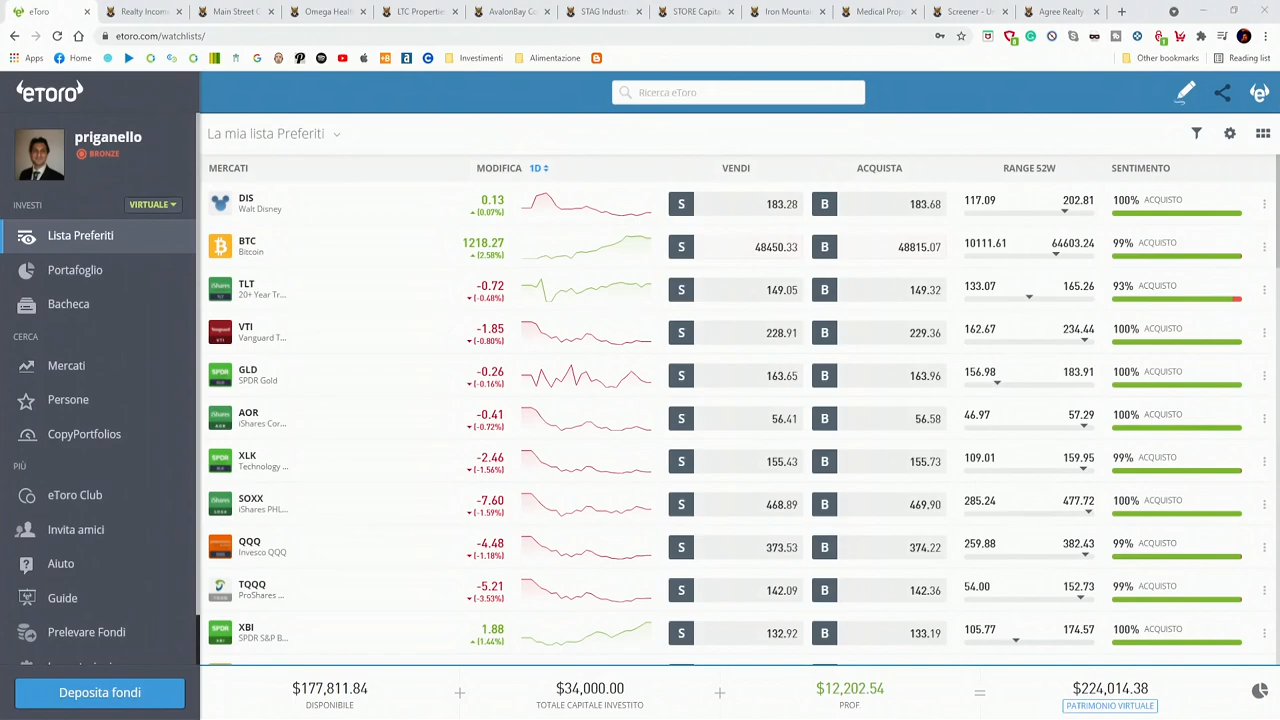 eToro
Realty Incom
Main Street C
Omega Healt
LTC Properti
AvalonBay Co
STAG Industri
STORE Capita
Iron Mountai
Medical Prop
Screener - U
Agree Realty
etoro.com/watchlists/
Apps
Home
Investimenti
Alimentazione
Other bookmarks
Reading list
eToro
Ricerca eToro
priganello
BRONZE
La mia lista Preferiti
INVESTI
VIRTUALE
Lista Preferiti
Portafoglio
Bacheca
CERCA
Mercati
Persone
CopyPortfolios
PIÙ
eToro Club
Invita amici
Aiuto
Guide
Prelevare Fondi
Deposita fondi
MERCATI MODIFICA 1D VENDI ACQUISTA RANGE 52W SENTIMENTO
DIS 0.13 S 183.28 B 183.68 117.09 202.81 100% ACQUISTO
Walt Disney (0.07%)
BTC 1218.27 S 48450.33 B 48815.07 10111.61 64603.24 99% ACQUISTO
Bitcoin (2.58%)
TLT -0.72 S 149.05 B 149.32 133.07 165.26 93% ACQUISTO
20+ Year Tr... (-0.48%)
VTI -1.85 S 228.91 B 229.36 162.67 234.44 100% ACQUISTO
Vanguard T... (-0.80%)
GLD -0.26 S 163.65 B 163.96 156.98 183.91 100% ACQUISTO
SPDR Gold (-0.16%)
AOR -0.41 S 56.41 B 56.58 46.97 57.29 100% ACQUISTO
iShares Cor... (-0.72%)
XLK -2.46 S 155.43 B 155.73 109.01 159.95 99% ACQUISTO
Technology ... (-1.56%)
SOXX -7.60 S 468.89 B 469.90 285.24 477.72 100% ACQUISTO
iShares PHL... (-1.59%)
QQQ -4.48 S 373.53 B 374.22 259.88 382.43 99% ACQUISTO
Invesco QQQ (-1.18%)
TQQQ -5.21 S 142.09 B 142.36 54.00 152.73 99% ACQUISTO
ProShares ... (-3.53%)
XBI 1.88 S 132.92 B 133.19 105.77 174.57 100% ACQUISTO
SPDR S&P B... (1.44%)
$177,811.84 + $34,000.00 + $12,202.54 = $224,014.38
DISPONIBILE TOTALE CAPITALE INVESTITO PROF PATRIMONIO VIRTUALE